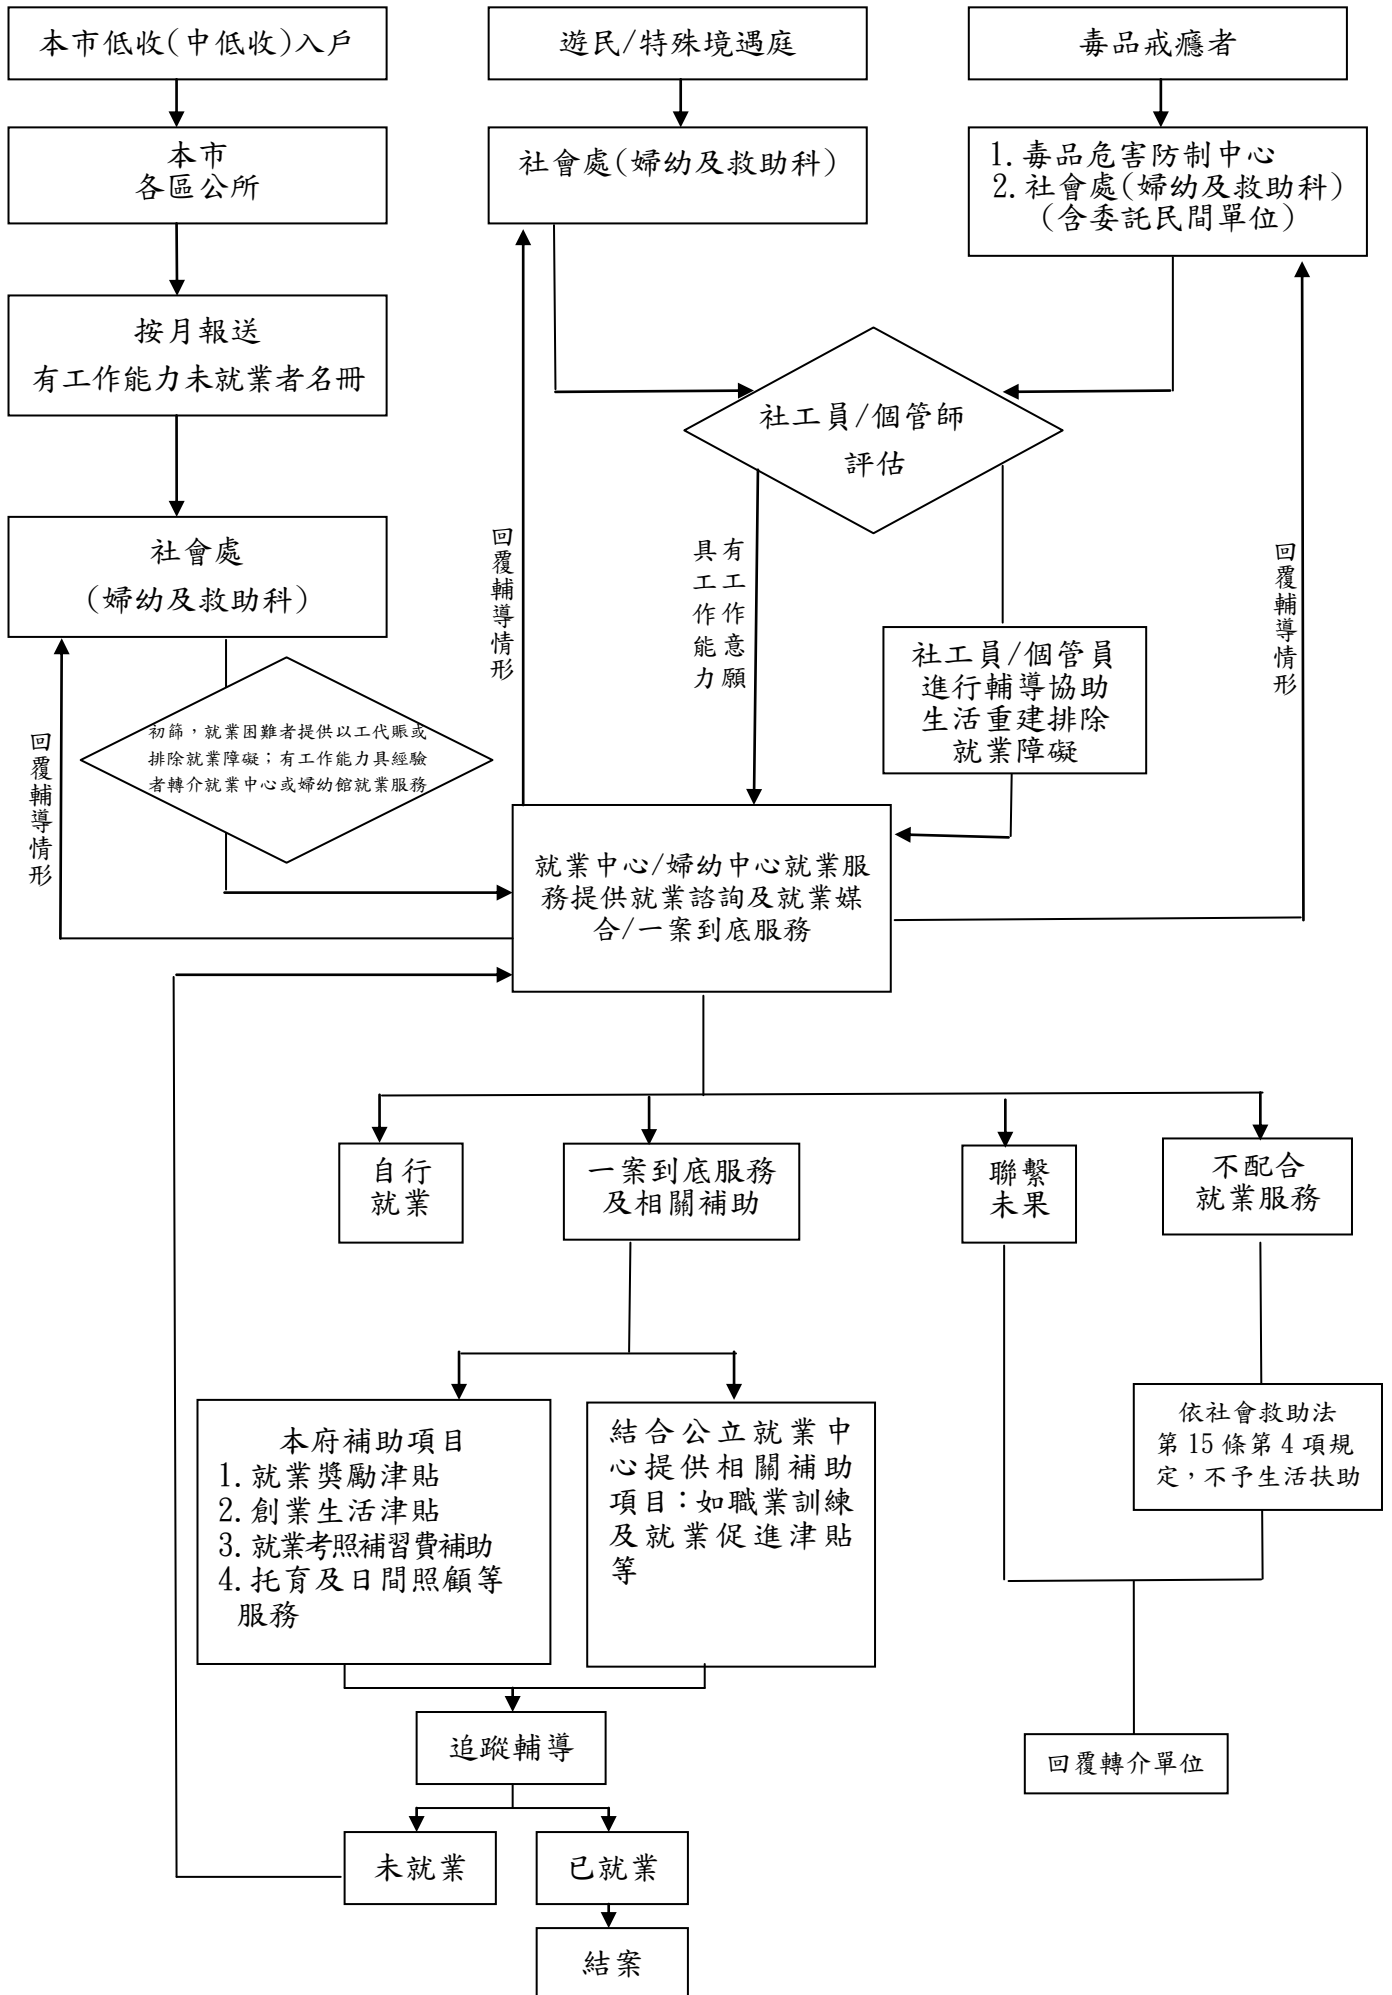 本市低收(中低收)入戶
遊民/特殊境遇庭
毒品戒癮者
本市
各區公所
社會處(婦幼及救助科)
1.毒品危害防制中心
2.社會處(婦幼及救助科)
(含委託民間單位)
按月報送
有工作能力未就業者名冊
社工員/個管師
評估
社會處
(婦幼及救助科)
回覆輔導情形
有工作意願
具工作能力
回覆輔導情形
社工員/個管員
進行輔導協助
生活重建排除
就業障礙
初篩，就業困難者提供以工代賑或
排除就業障礙；有工作能力具經驗
者轉介就業中心或婦幼館就業服務
回覆輔導情形
就業中心/婦幼中心就業服
務提供就業諮詢及就業媒
合/一案到底服務
自行
就業
一案到底服務
及相關補助
聯繫
未果
不配合
就業服務
本府補助項目
1.就業獎勵津貼
2.創業生活津貼
3.就業考照補習費補助
4.托育及日間照顧等
服務
結合公立就業中
心提供相關補助
項目：如職業訓練
及就業促進津貼
等
依社會救助法
第 15 條第 4 項規
定，不予生活扶助
追蹤輔導
回覆轉介單位
未就業
已就業
結案